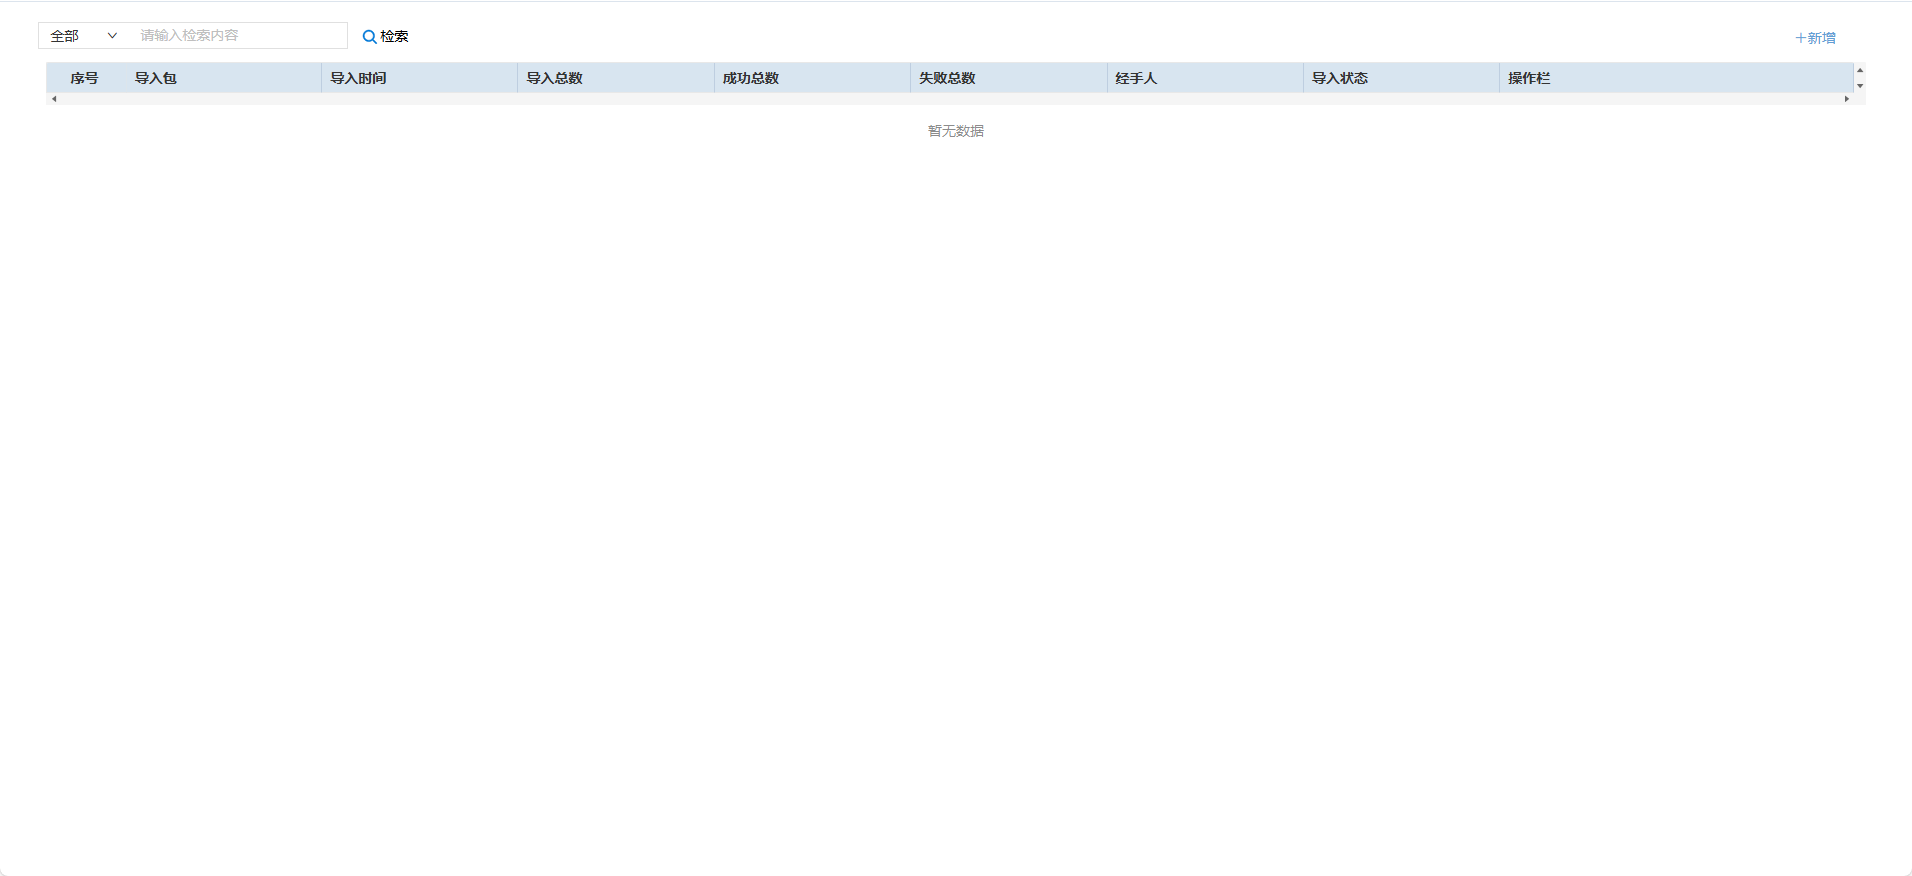 全部 请输入检索内容 检索 +新增
序号 导入包 导入时间 导入总数 成功总数 失败总数 经手人 导入状态 操作栏
暂无数据